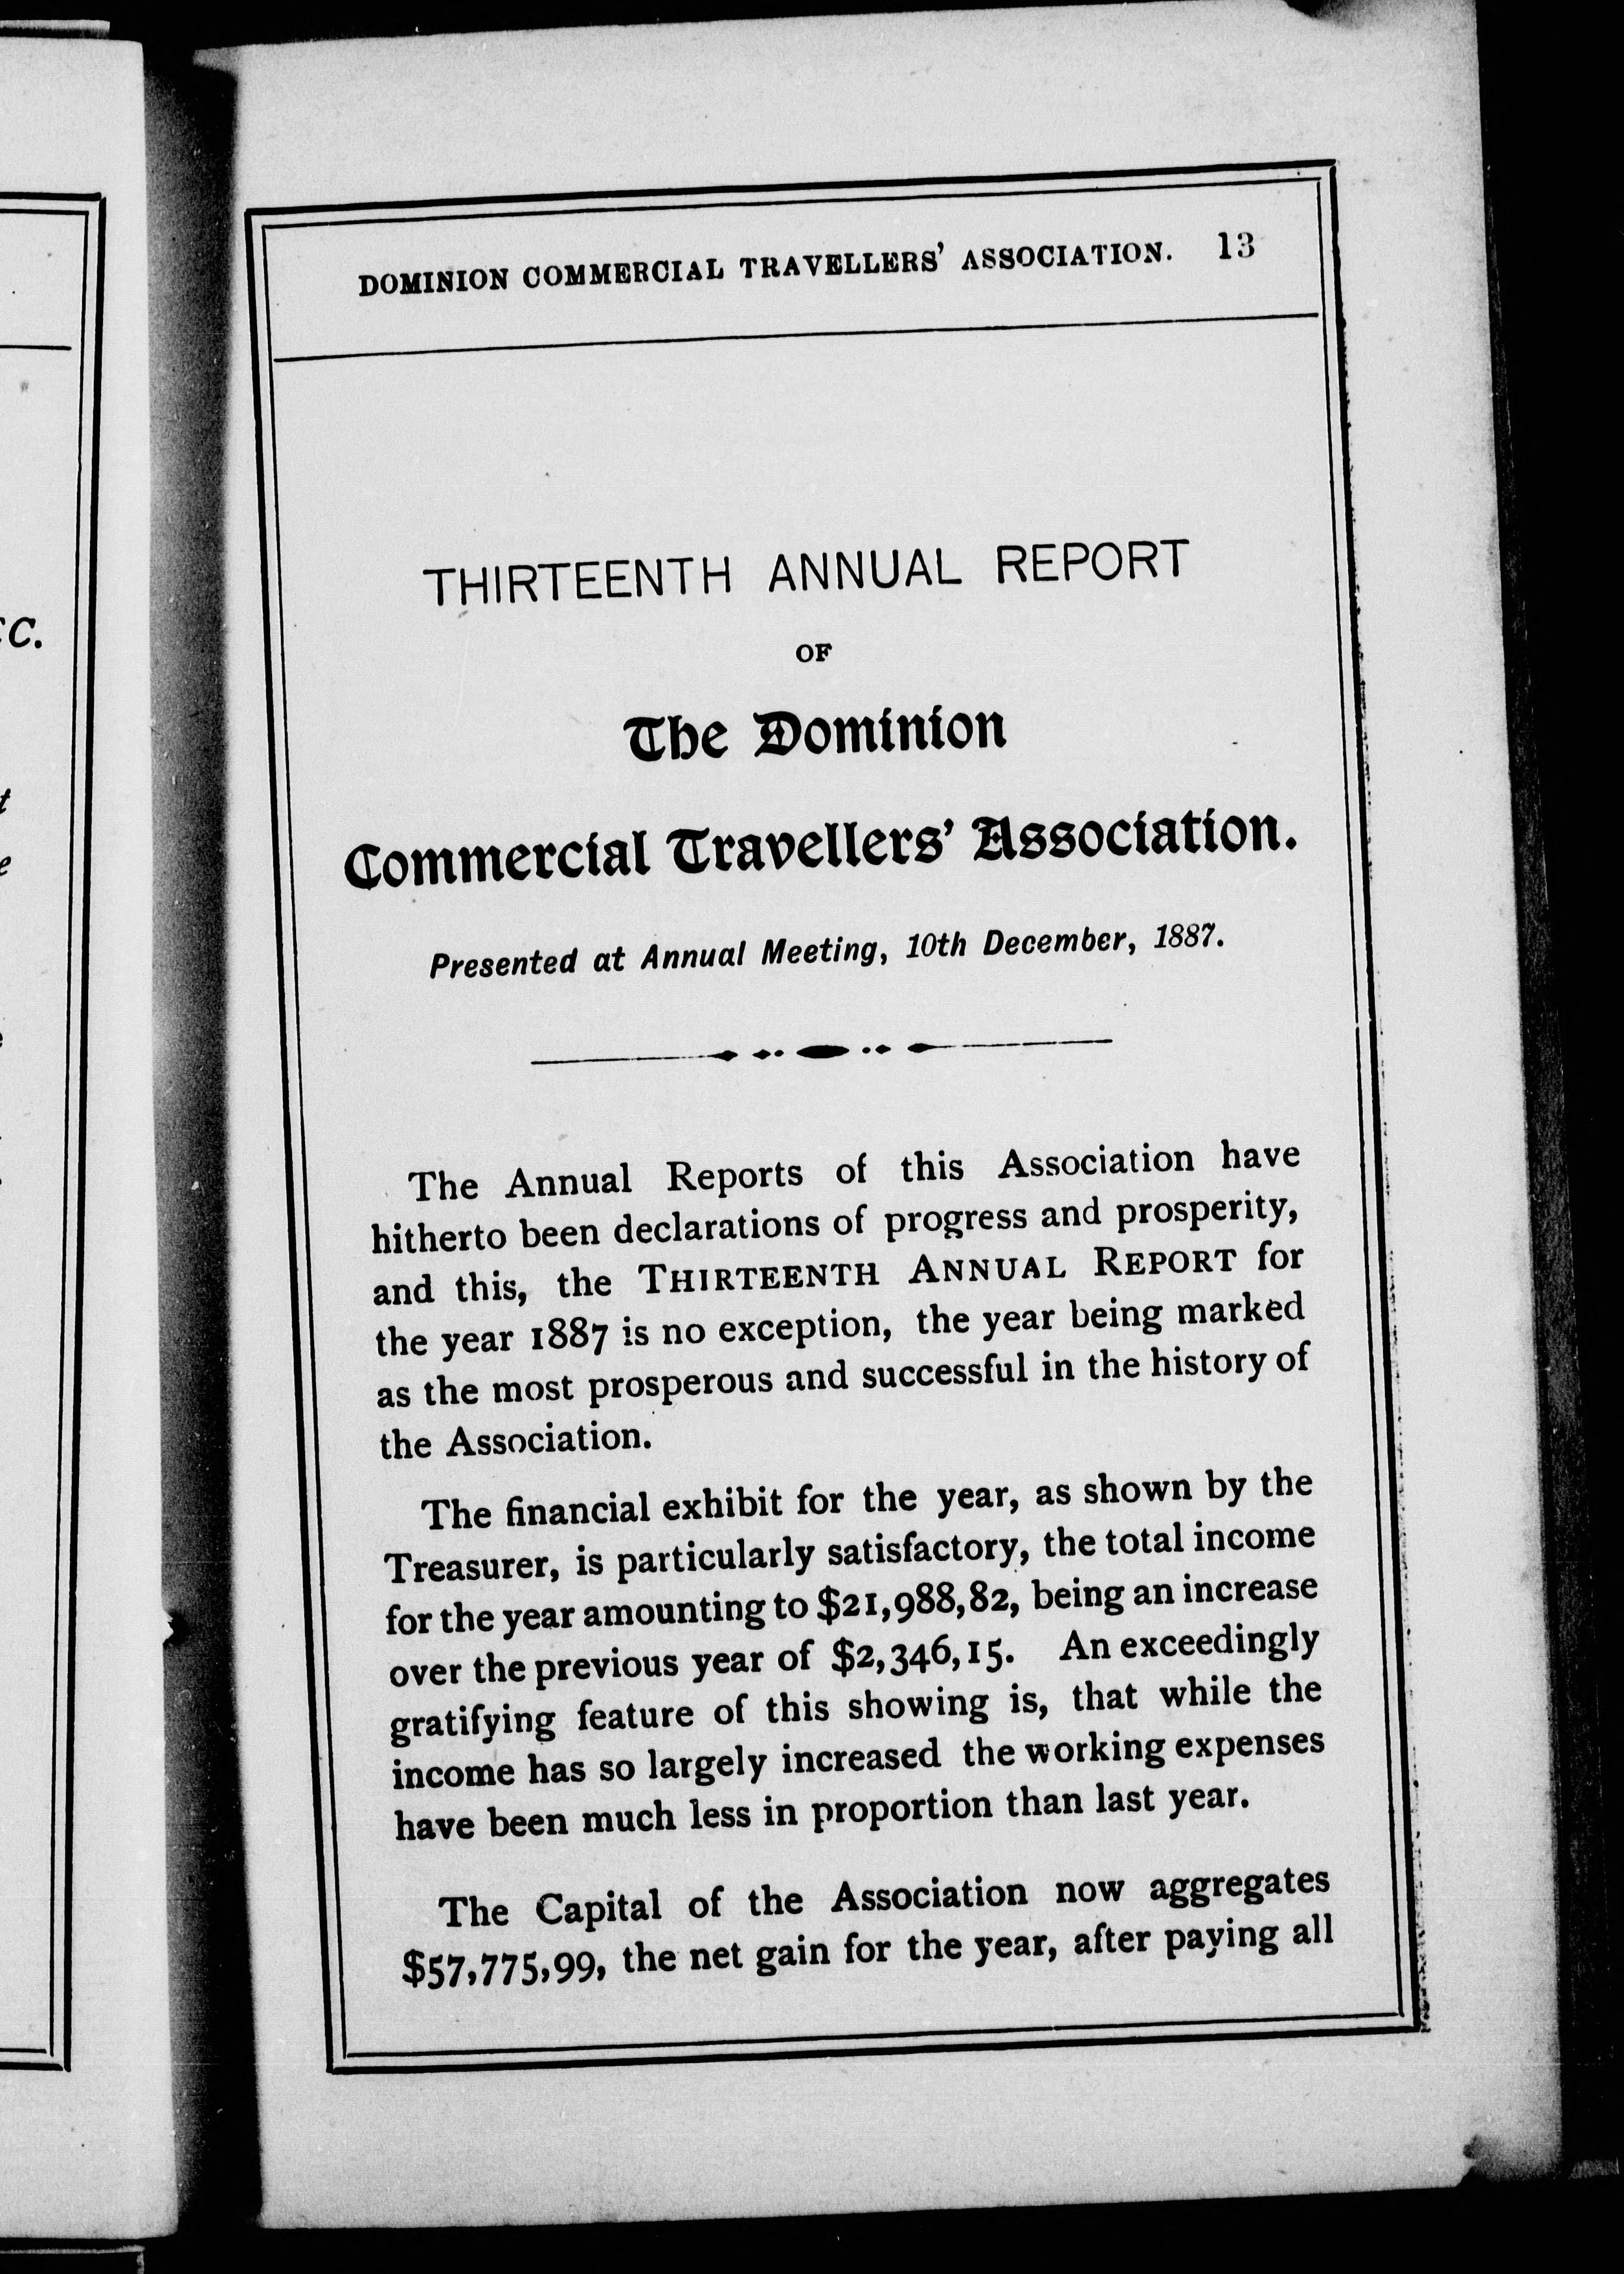 DOMINION COMMERCIAL TRAVELLERS' ASSOCIATION. 13
THIRTEENTH ANNUAL REPORT
OF
The Dominion
Commercial Travellers' Association.
Presented at Annual Meeting, 10th December, 1887.
The Annual Reports of this Association have
hitherto been declarations of progress and prosperity,
and this, the THIRTEENTH ANNUAL REPORT for
the year 1887 is no exception, the year being marked
as the most prosperous and successful in the history of
the Association.
The financial exhibit for the year, as shown by the
Treasurer, is particularly satisfactory, the total income
for the year amounting to $21,988,82, being an increase
over the previous year of $2,346,15. An exceedingly
gratifying feature of this showing is, that while the
income has so largely increased the working expenses
have been much less in proportion than last year.
The Capital of the Association now aggregates
$57,775,99, the net gain for the year, after paying all